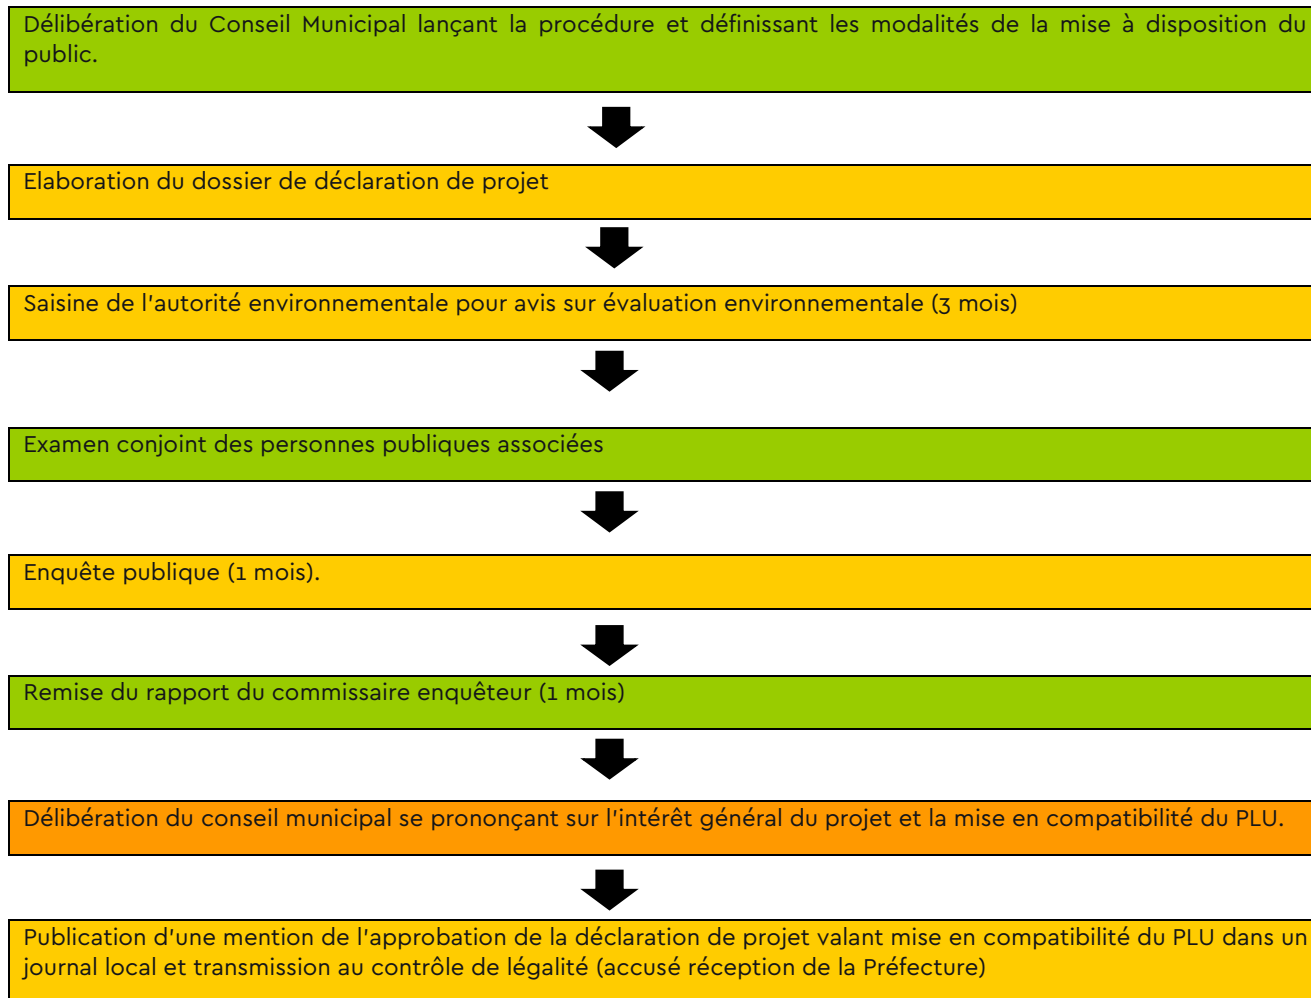 Délibération du Conseil Municipal lançant la procédure et définissant les modalités de la mise à disposition du
public.
Elaboration du dossier de déclaration de projet
Saisine de l'autorité environnementale pour avis sur évaluation environnementale (3 mois)
Examen conjoint des personnes publiques associées
Enquête publique (1 mois).
Remise du rapport du commissaire enquêteur (1 mois)
Délibération du conseil municipal se prononçant sur l'intérêt général du projet et la mise en compatibilité du PLU.
Publication d'une mention de l'approbation de la déclaration de projet valant mise en compatibilité du PLU dans un
journal local et transmission au contrôle de légalité (accusé réception de la Préfecture)